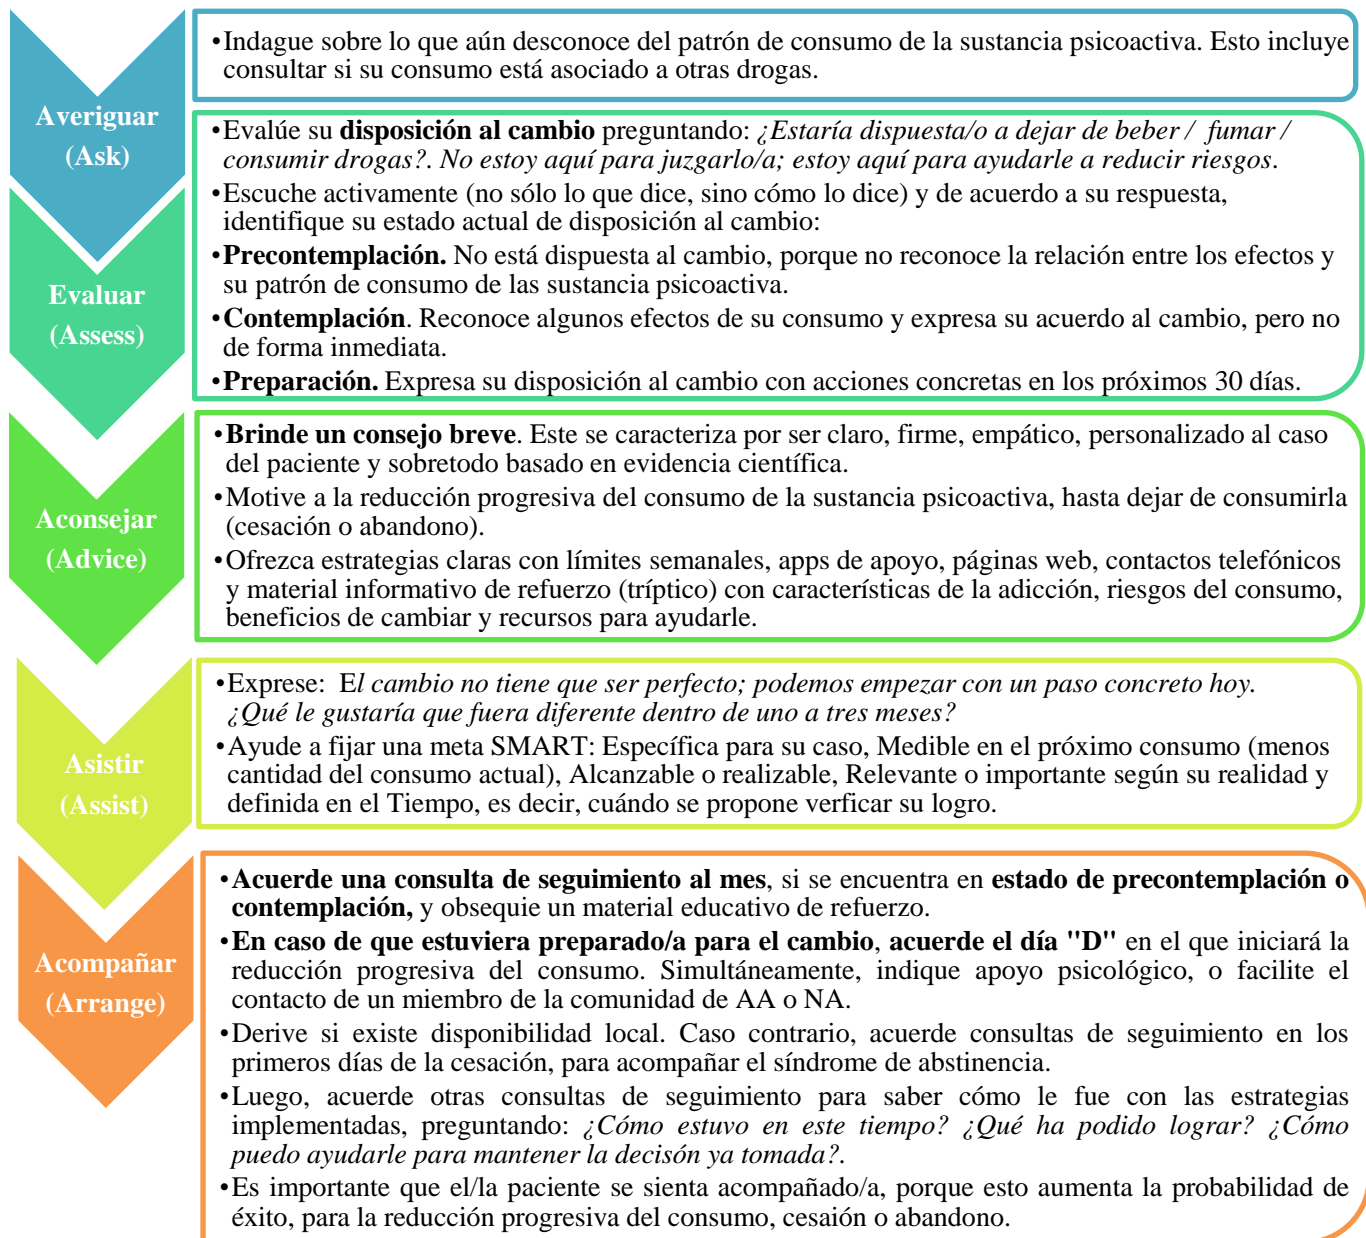 Averiguar
(Ask)
•Indague sobre lo que aún desconoce del patrón de consumo de la sustancia psicoactiva. Esto incluye
consultar si su consumo está asociado a otras drogas.
Evaluar
(Assess)
•Evalúe su disposición al cambio preguntando: ¿Estaría dispuesta/o a dejar de beber / fumar /
consumir drogas?. No estoy aquí para juzgarlo/a; estoy aquí para ayudarle a reducir riesgos.
•Escuche activamente (no sólo lo que dice, sino cómo lo dice) y de acuerdo a su respuesta,
identifique su estado actual de disposición al cambio:
•Precontemplación. No está dispuesta al cambio, porque no reconoce la relación entre los efectos y
su patrón de consumo de las sustancia psicoactiva.
•Contemplación. Reconoce algunos efectos de su consumo y expresa su acuerdo al cambio, pero no
de forma inmediata.
•Preparación. Expresa su disposición al cambio con acciones concretas en los próximos 30 días.
Aconsejar
(Advice)
•Brinde un consejo breve. Este se caracteriza por ser claro, firme, empático, personalizado al caso
del paciente y sobretodo basado en evidencia científica.
•Motive a la reducción progresiva del consumo de la sustancia psicoactiva, hasta dejar de consumirla
(cesación o abandono).
•Ofrezca estrategias claras con límites semanales, apps de apoyo, páginas web, contactos telefónicos
y material informativo de refuerzo (tríptico) con características de la adicción, riesgos del consumo,
beneficios de cambiar y recursos para ayudarle.
Asistir
(Assist)
•Exprese: El cambio no tiene que ser perfecto; podemos empezar con un paso concreto hoy.
¿Qué le gustaría que fuera diferente dentro de uno a tres meses?
•Ayude a fijar una meta SMART: Específica para su caso, Medible en el próximo consumo (menos
cantidad del consumo actual), Alcanzable o realizable, Relevante o importante según su realidad y
definida en el Tiempo, es decir, cuándo se propone verficar su logro.
Acompañar
(Arrange)
•Acuerde una consulta de seguimiento al mes, si se encuentra en estado de precontemplación o
contemplación, y obsequie un material educativo de refuerzo.
•En caso de que estuviera preparado/a para el cambio, acuerde el día "D" en el que iniciará la
reducción progresiva del consumo. Simultáneamente, indique apoyo psicológico, o facilite el
contacto de un miembro de la comunidad de AA o NA.
•Derive si existe disponibilidad local. Caso contrario, acuerde consultas de seguimiento en los
primeros días de la cesación, para acompañar el síndrome de abstinencia.
•Luego, acuerde otras consultas de seguimiento para saber cómo le fue con las estrategias
implementadas, preguntando: ¿Cómo estuvo en este tiempo? ¿Qué ha podido lograr? ¿Cómo
puedo ayudarle para mantener la decisón ya tomada?.
•Es importante que el/la paciente se sienta acompañado/a, porque esto aumenta la probabilidad de
éxito, para la reducción progresiva del consumo, cesaión o abandono.